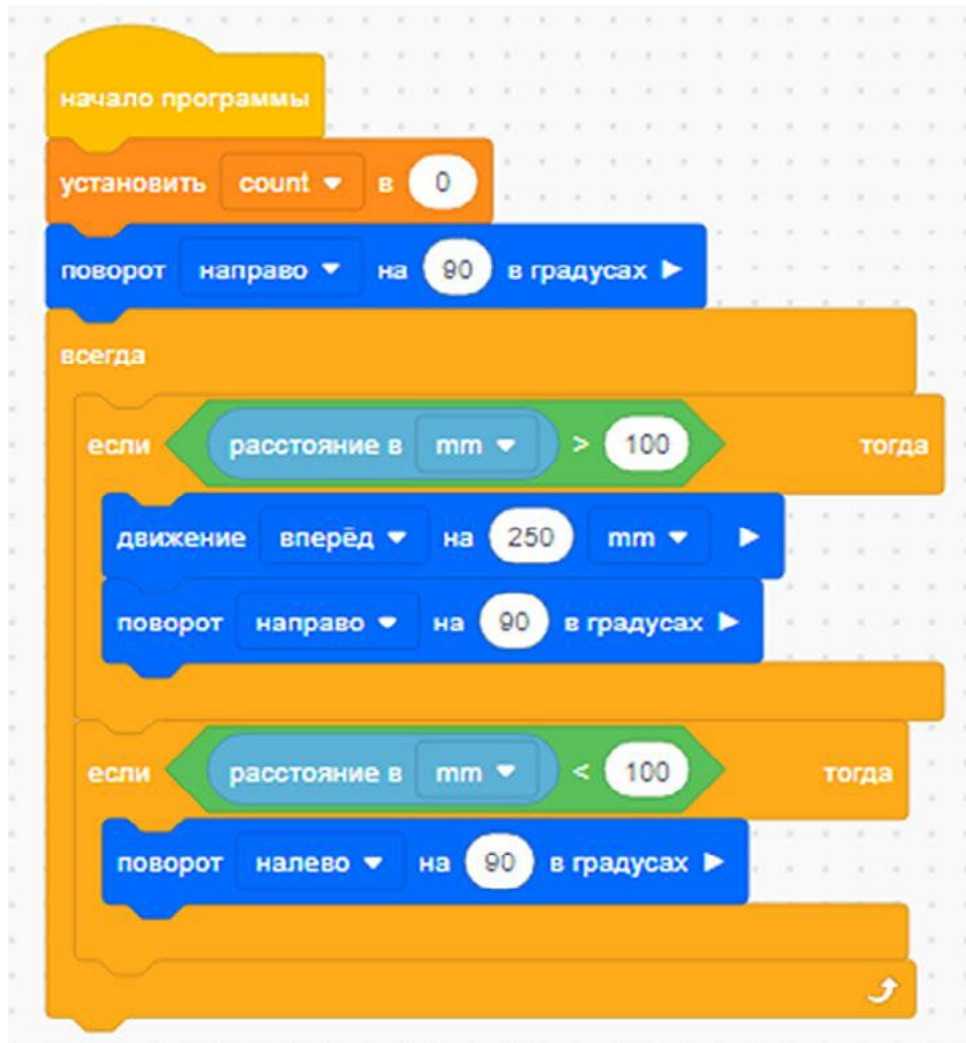 начало программы
установить count в 0
поворот направо на 90 в градусах
всегда
если расстояние в mm > 100 тогда
движение вперёд на 250 mm
поворот направо на 90 в градусах
если расстояние в mm < 100 тогда
поворот налево на 90 в градусах